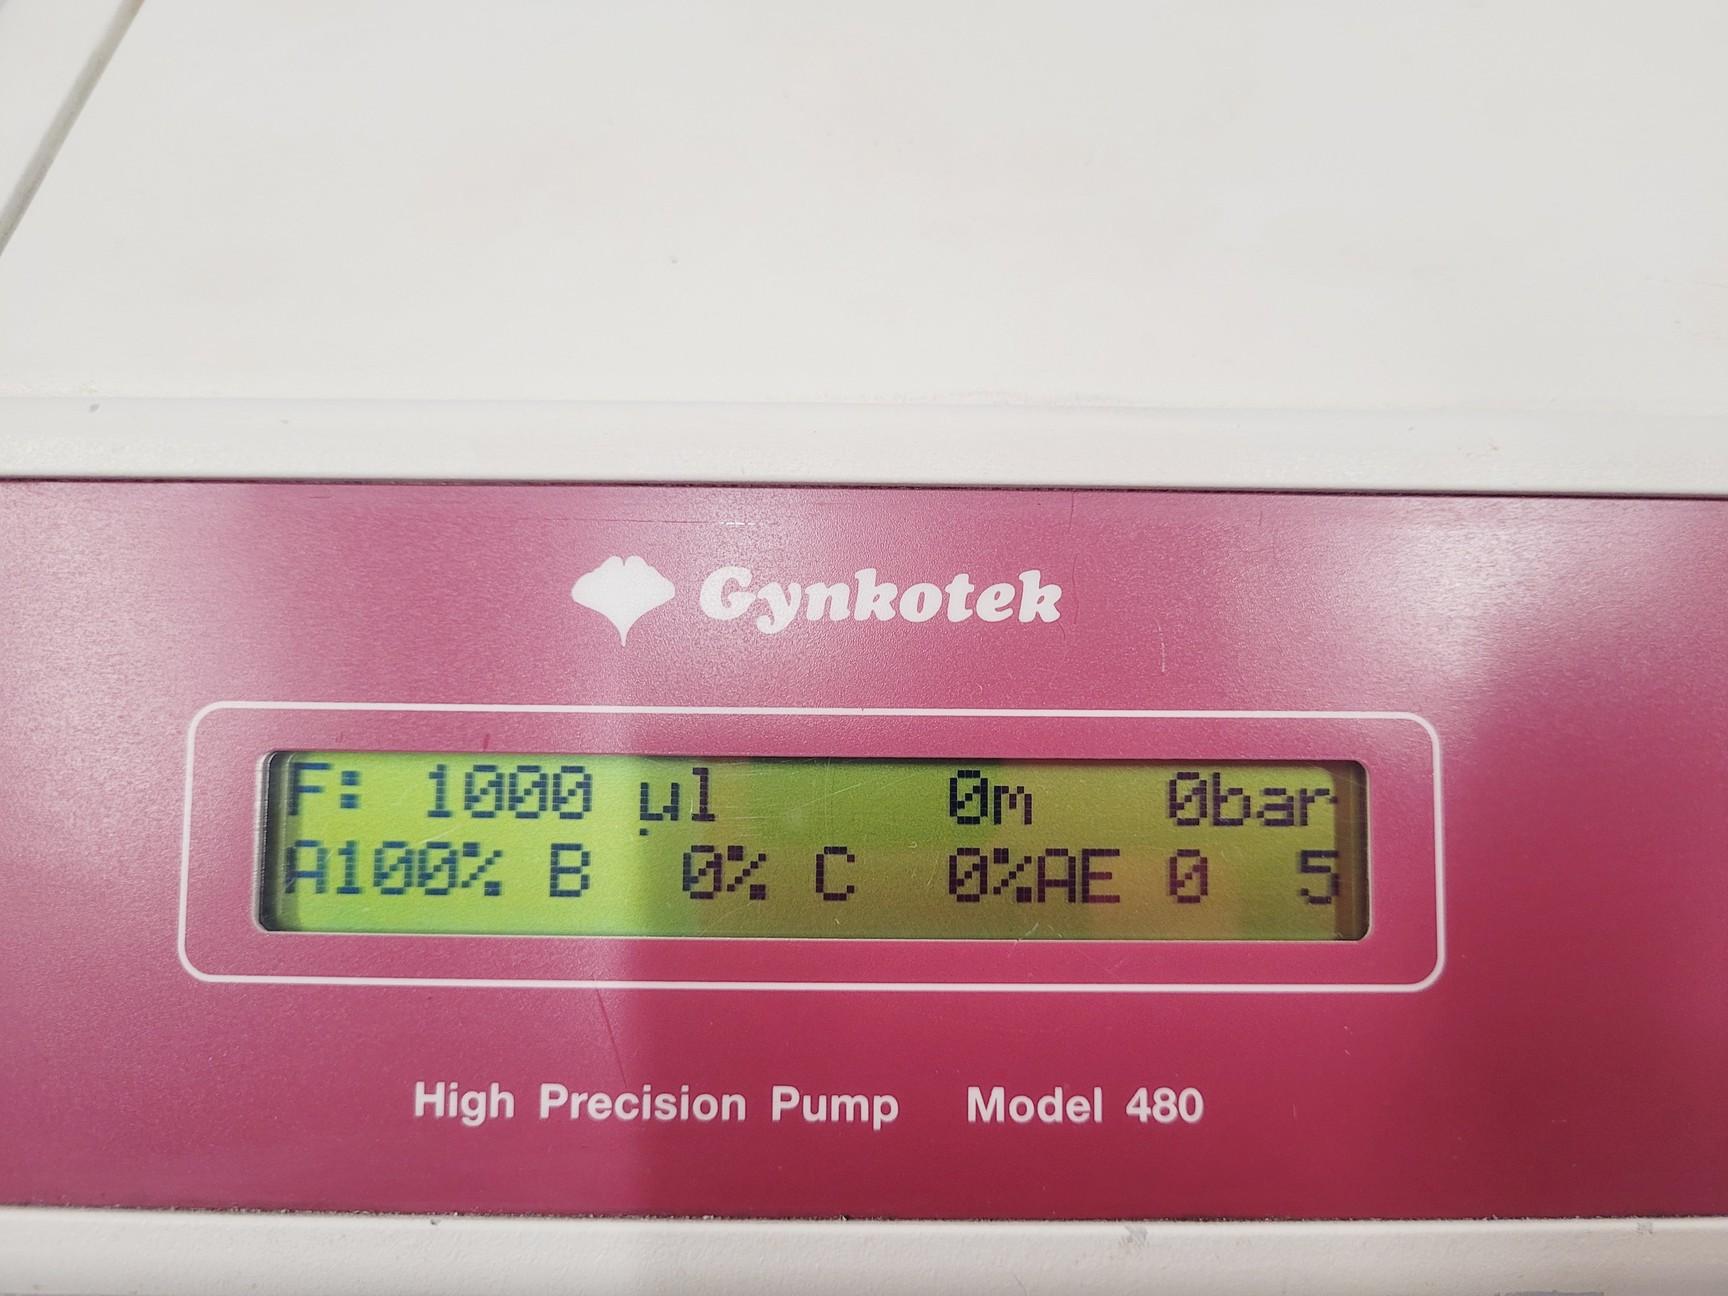 Gynkotek
F: 1000 µl 0m 0bar
A100% B 0% C 0%AE 0 5
High Precision Pump Model 480